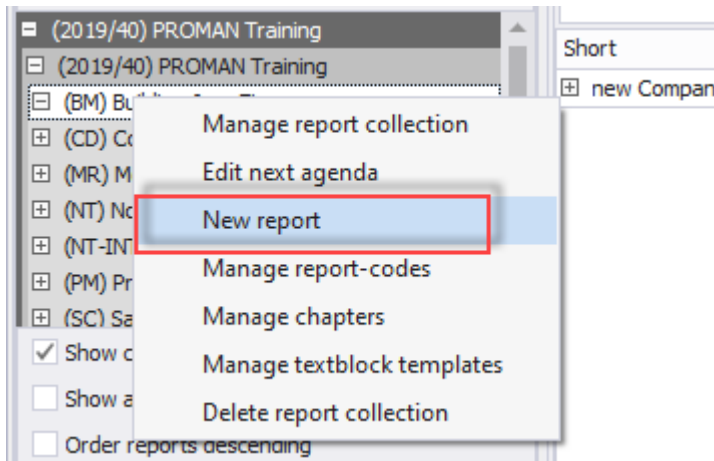 (2019/40) PROMAN Training
(2019/40) PROMAN Training
(BM)
(CD)
(MR)
(NT)
(NT-INT
(PM)
(SC)
Show
Show
Order reports descending
Manage report collection
Edit next agenda
New report
Manage report-codes
Manage chapters
Manage textblock templates
Delete report collection
Short
new Compan